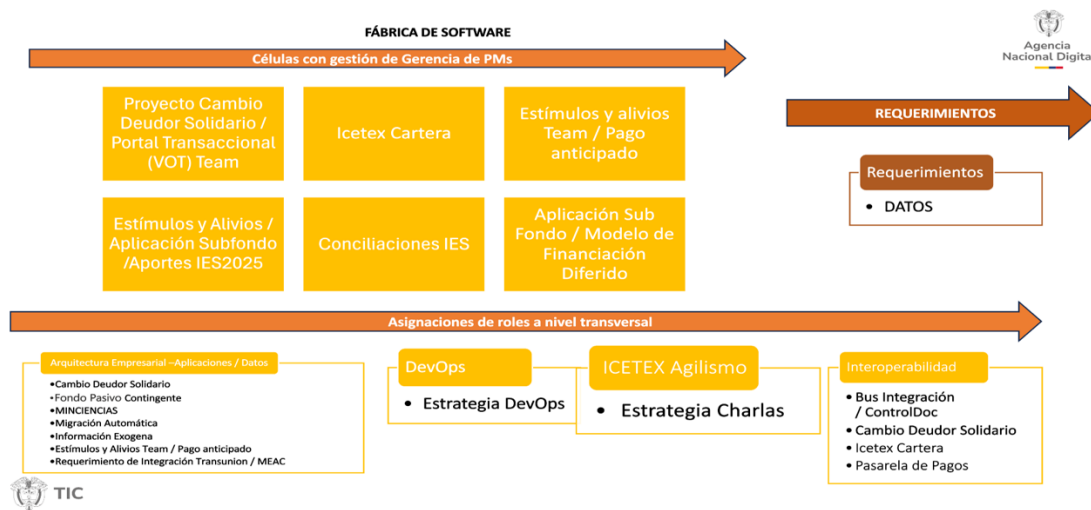 FÁBRICA DE SOFTWARE
Células con gestión de Gerencia de PMs
Agencia
Nacional Digital
Proyecto Cambio
Deudor Solidario /
Portal Transaccional
(VOT) Team
Icetex Cartera
Estímulos y alivios
Team / Pago
anticipado
REQUERIMIENTOS
Requerimientos
• DATOS
Estímulos y Alivios /
Aplicación Subfondo
/Aportes IES2025
Conciliaciones IES
Aplicación Sub
Fondo / Modelo de
Financiación
Diferido
Asignaciones de roles a nivel transversal
Arquitectura Empresarial –Aplicaciones / Datos
•Cambio Deudor Solidario
•Fondo Pasivo Contingente
•MINCIENCIAS
•Migración Automática
•Información Exogena
•Estímulos y Alivios Team / Pago anticipado
•Requerimiento de Integración Transunion / MEAC
DevOps
• Estrategia DevOps
ICETEX Agilismo
• Estrategia Charlas
Interoperabilidad
• Bus Integración
/ ControlDoc
• Cambio Deudor Solidario
• Icetex Cartera
• Pasarela de Pagos
TIC